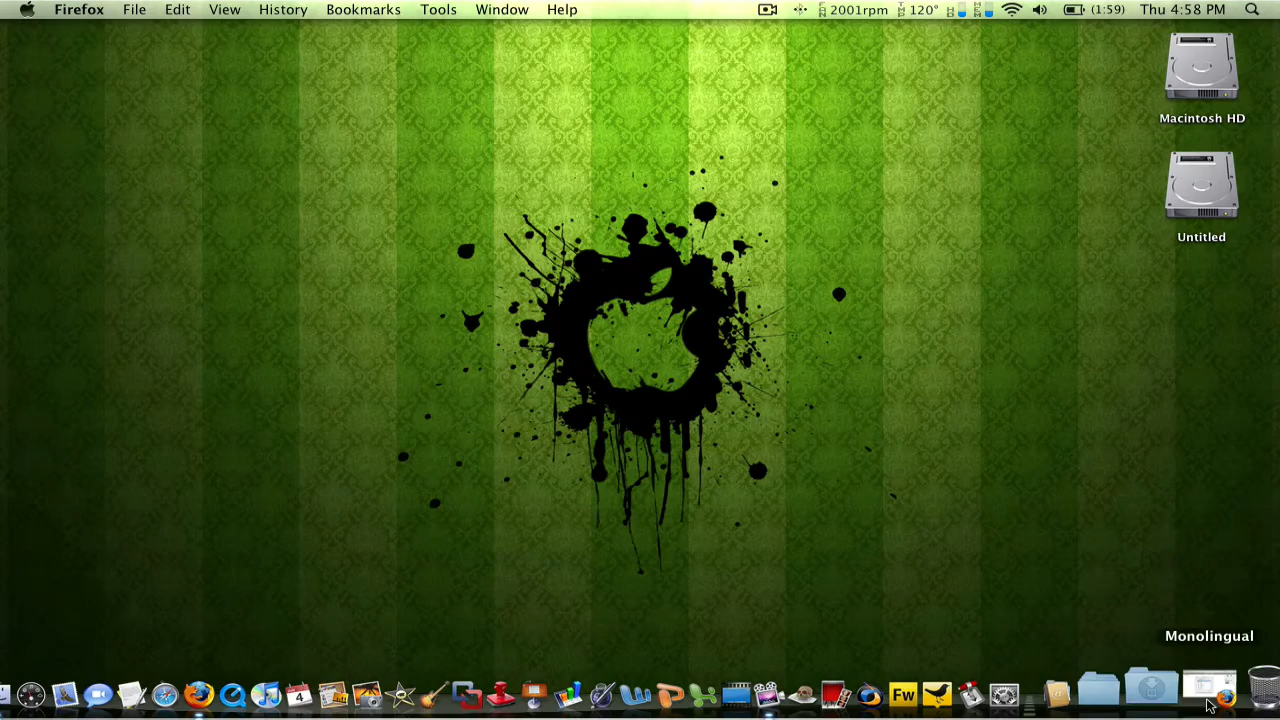 Firefox File Edit View History Bookmarks Tools Window Help 2001rpm 120° (1:59) Thu 4:58 PM
Macintosh HD
Untitled
Monolingual
4
Fw